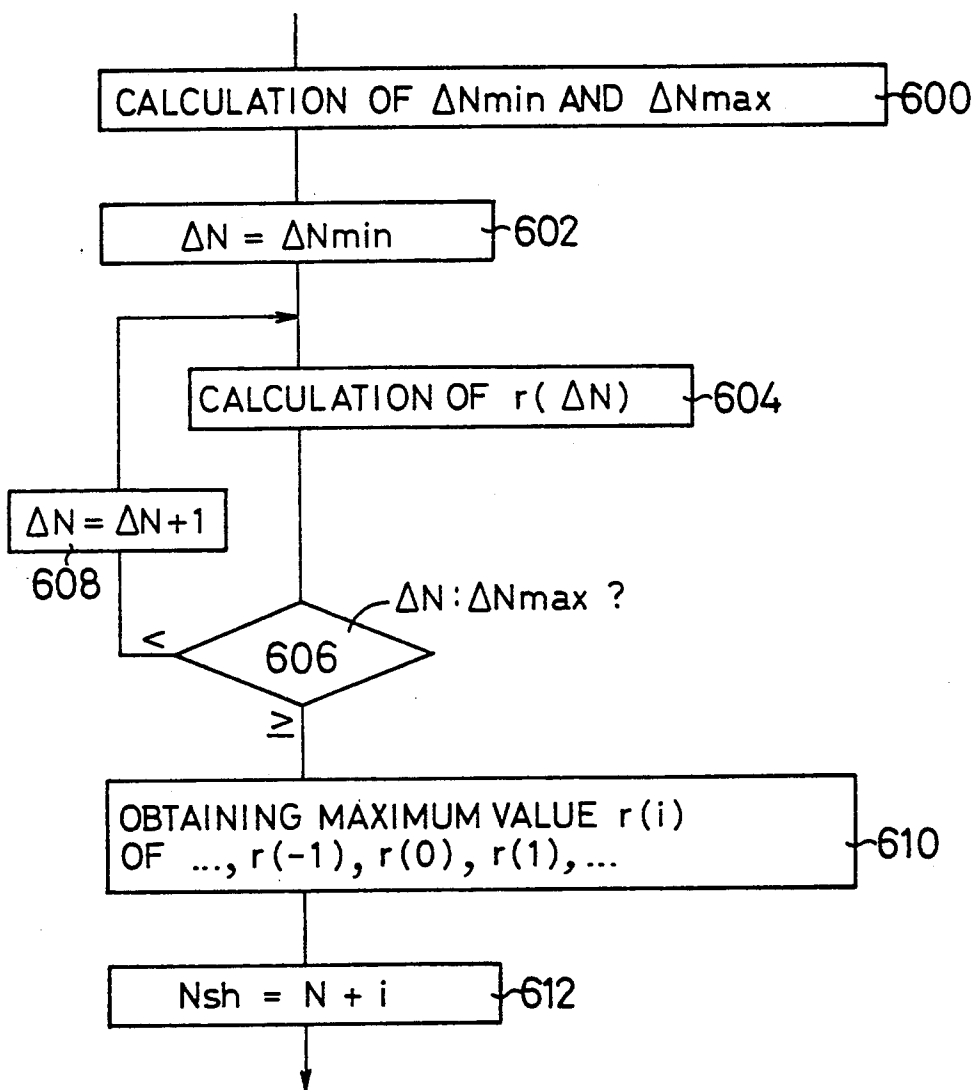 CALCULATION OF ΔNmin AND ΔNmax 600
ΔN = ΔNmin 602
CALCULATION OF r( ΔN) 604
ΔN = ΔN+1
608
ΔN : ΔNmax ?
<
606
≥
OBTAINING MAXIMUM VALUE r(i)
OF ..., r(-1), r(0), r(1), ... 610
Nsh = N + i 612